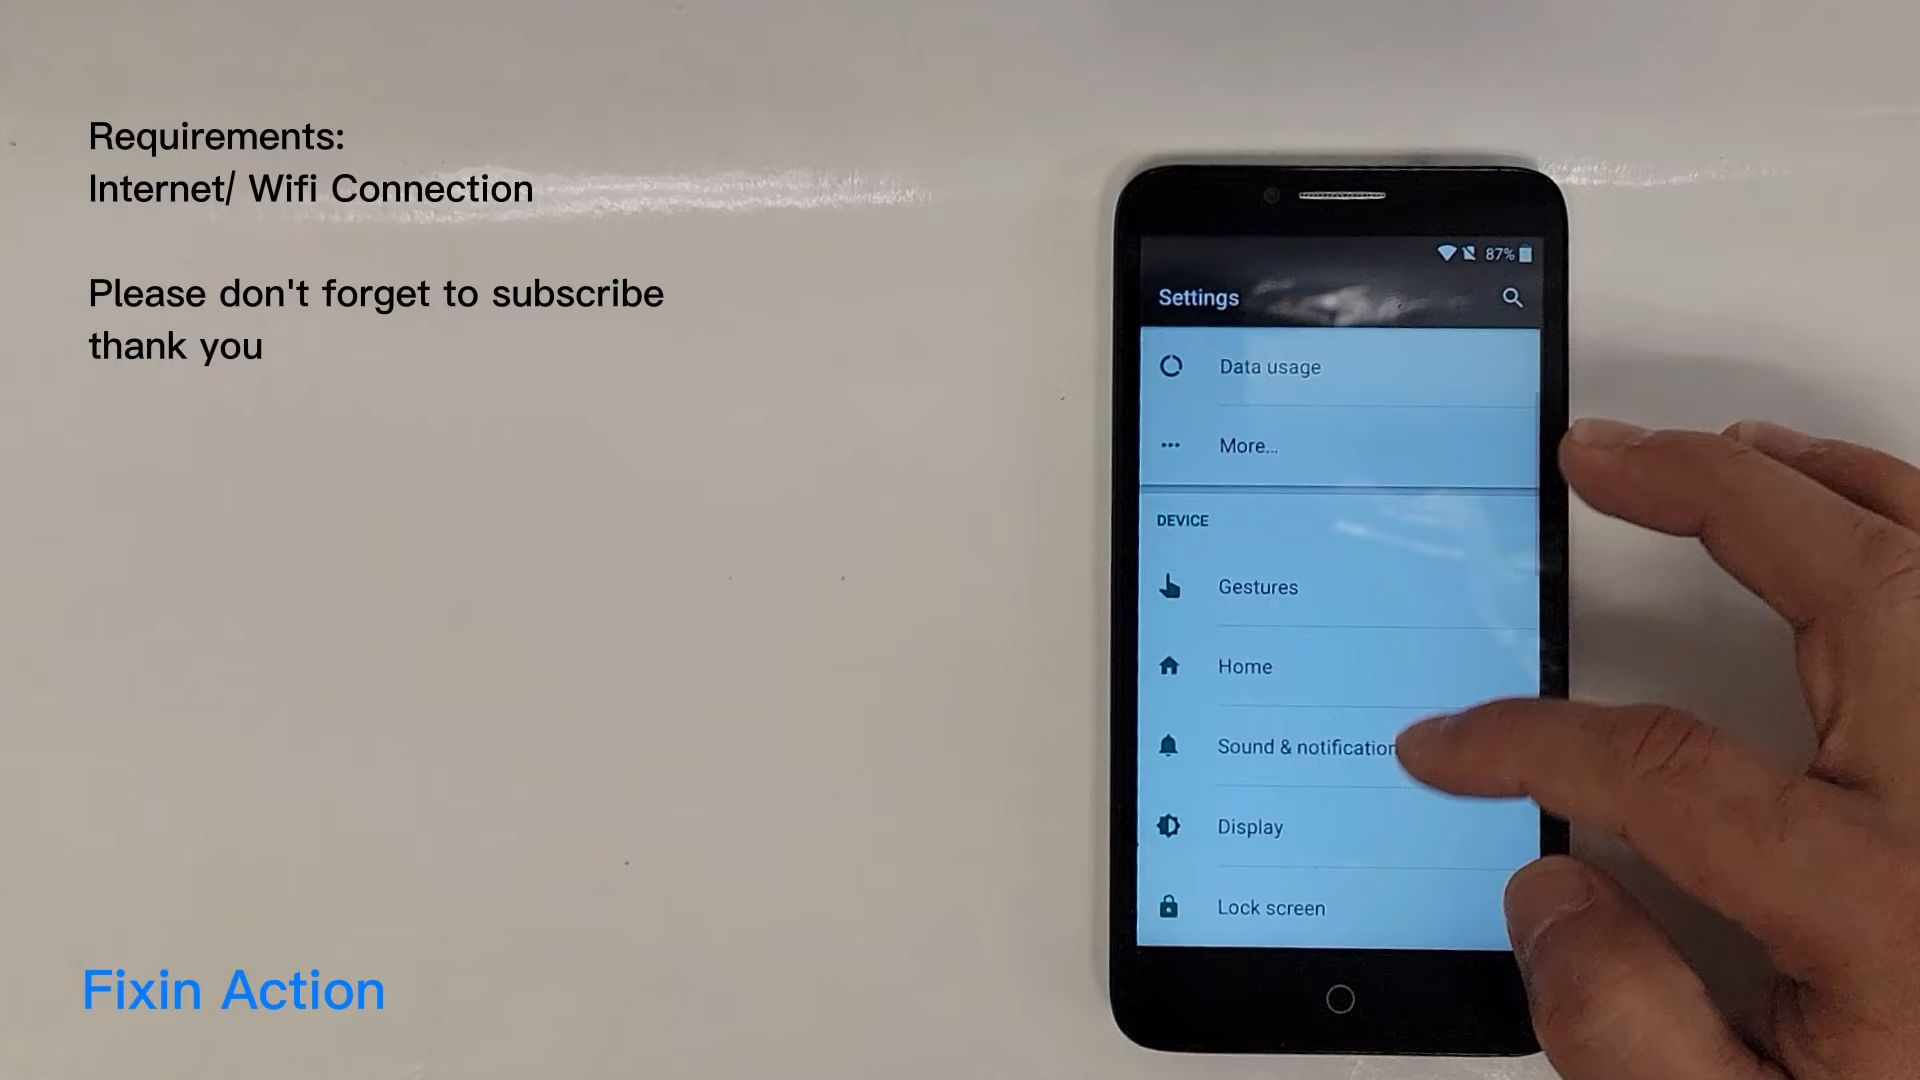 Requirements:
Internet/ Wifi Connection
Please don't forget to subscribe
thank you
87%
Settings
Data usage
More...
DEVICE
Gestures
Home
Sound & notification
Display
Lock screen
Fixin Action